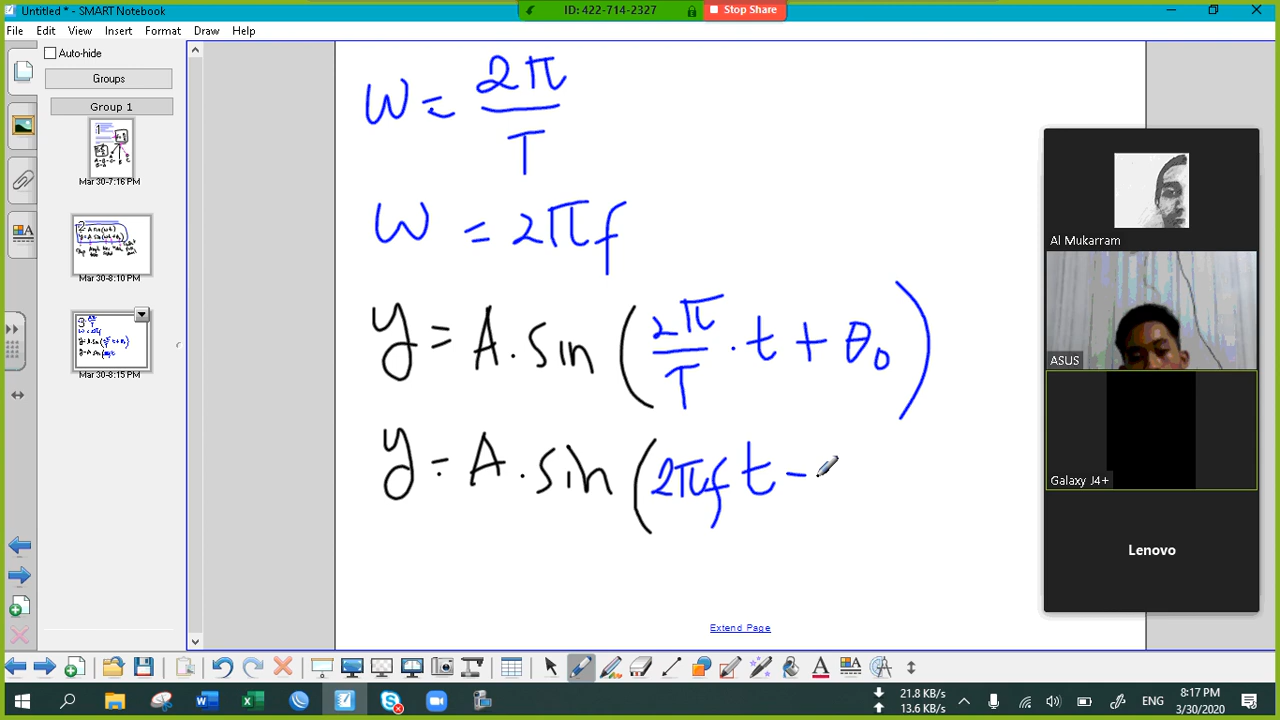 Untitled * - SMART Notebook
ID: 422-714-2327
Stop Share
File Edit View Insert Format Draw Help
Auto-hide
Groups
Group 1
Mar 30-7:16 PM
Mar 30-8:10 PM
Mar 30-8:15 PM
W = 2π/T
W = 2πf
y = A . sin (2π/T . t + θ0)
y = A . sin (2πf t -
Extend Page
Al Mukarram
ASUS
Galaxy J4+
Lenovo
21.8 KB/s
13.6 KB/s
ENG
8:17 PM
3/30/2020